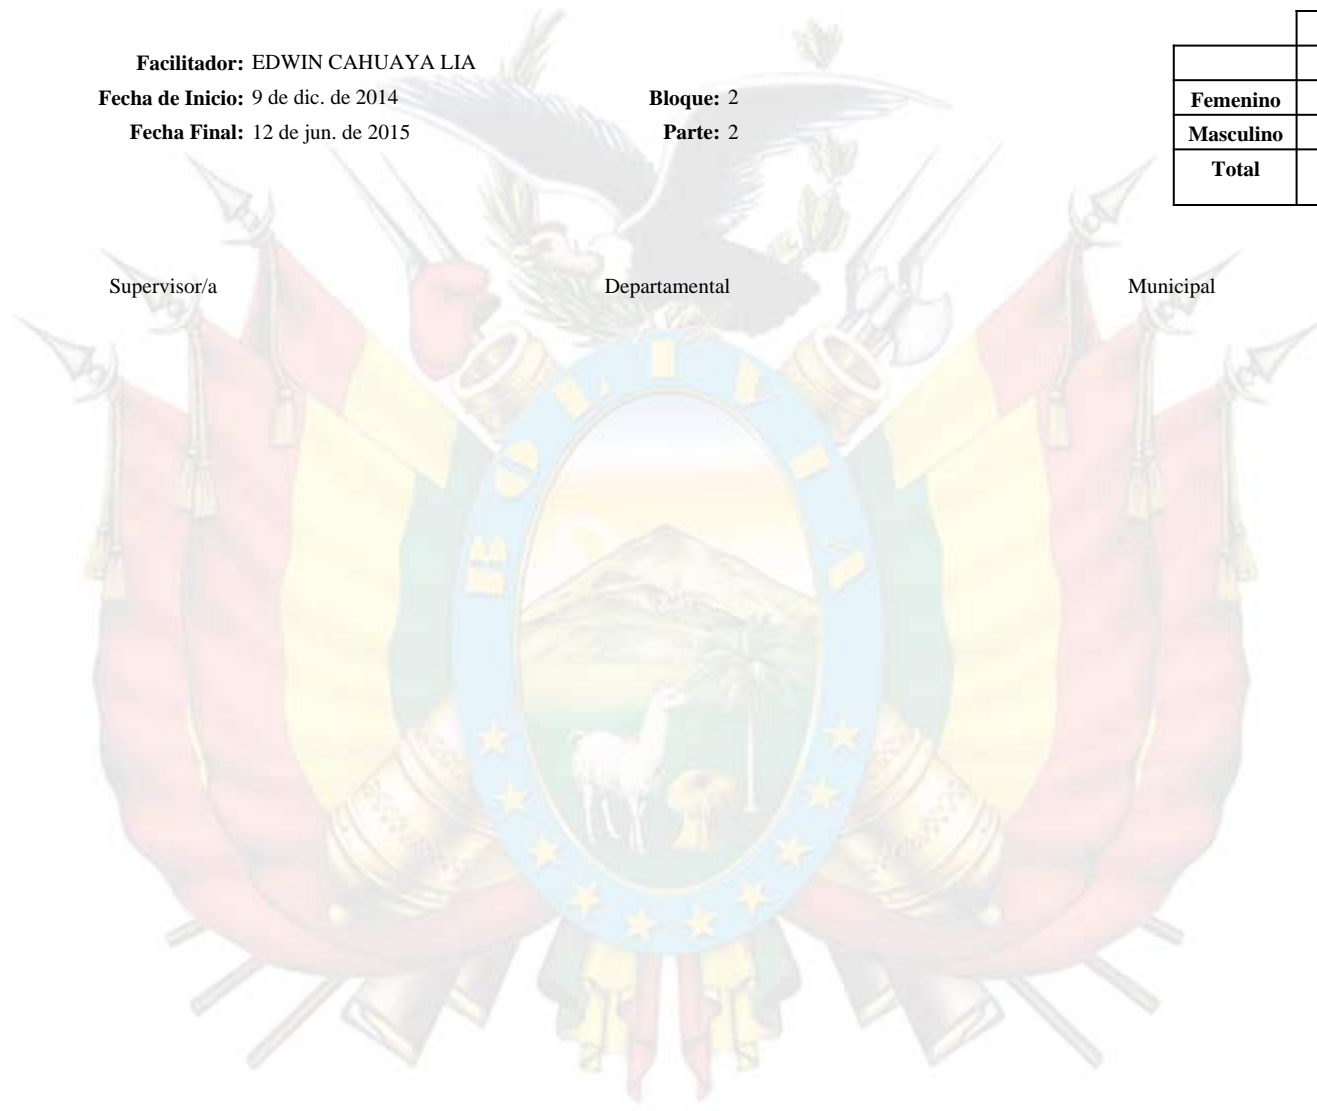 Facilitador: EDWIN CAHUAYA LIA
Fecha de Inicio: 9 de dic. de 2014
Bloque: 2
Fecha Final: 12 de jun. de 2015
Parte: 2
Femenino
Masculino
Total
Supervisor/a
Departamental
Municipal
BOLIVIA